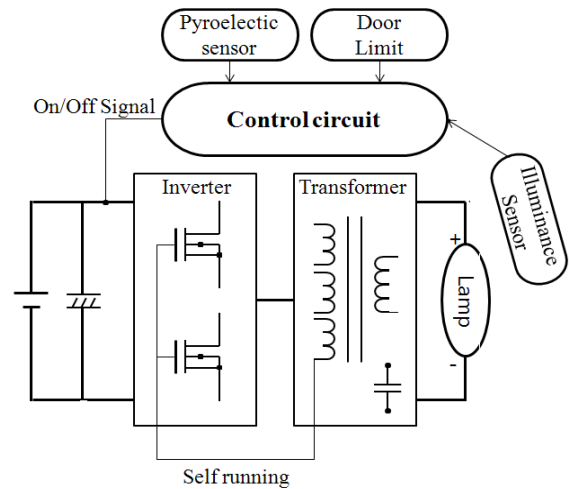 Pyroelectic
sensor
Door
Limit
On/Off Signal
Control circuit
Illuminance
Sensor
Inverter
Transformer
+
Lamp
-
Self running